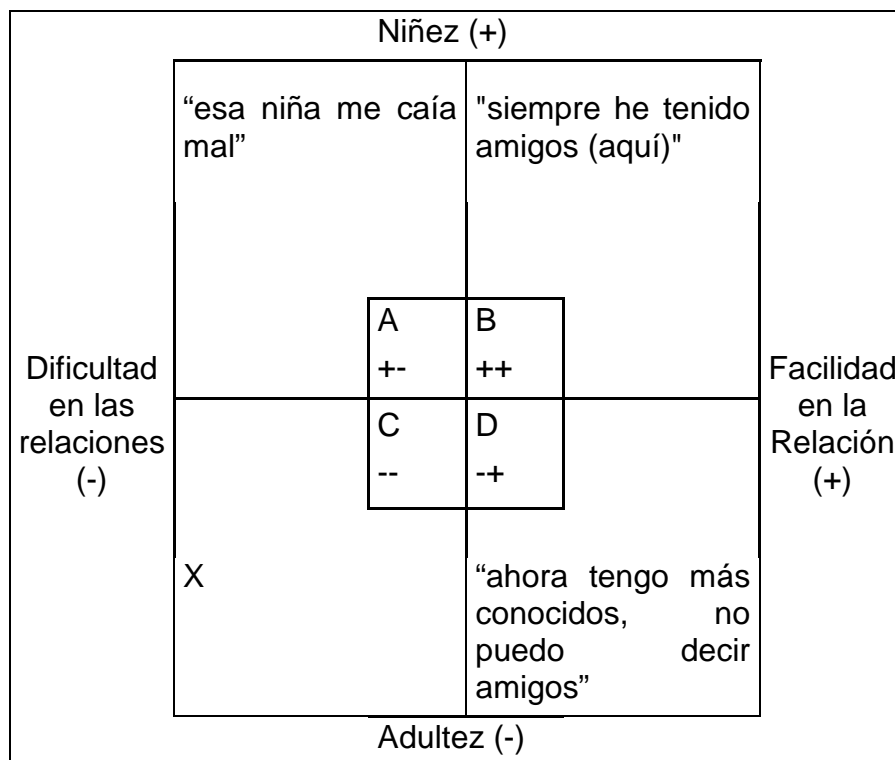 Niñez (+)
“esa niña me caía
mal”
"siempre he tenido
amigos (aquí)"
A
+-
B
++
Dificultad
en las
relaciones
(-)
Facilidad
en la
Relación
(+)
C
--
D
-+
X
“ahora tengo más
conocidos, no
puedo decir
amigos”
Adultez (-)